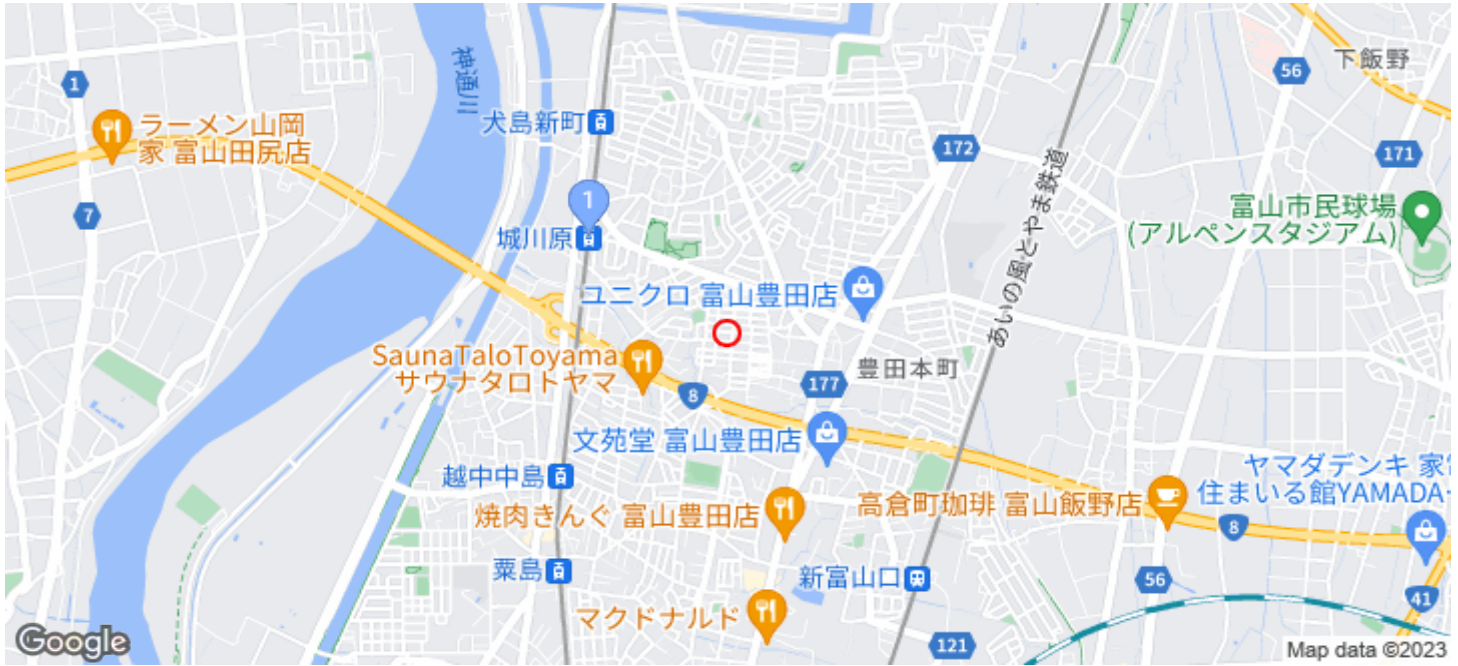 1
神通川
犬島新町
172
56
下飯野
171
ラーメン山岡
家 富山田尻店
7
1
城川原
富山市民球場
(アルペンスタジアム)
あいの風とやま鉄道
ユニクロ 富山豊田店
SaunaTaloToyama
サウナタロトヤマ
8
177
豊田本町
文苑堂 富山豊田店
越中中島
焼肉きんぐ 富山豊田店
高倉町珈琲 富山飯野店
ヤマダデンキ 家
住まいる館YAMADA
8
粟島
新富山口
56
41
マクドナルド
121
Google
Map data ©2023